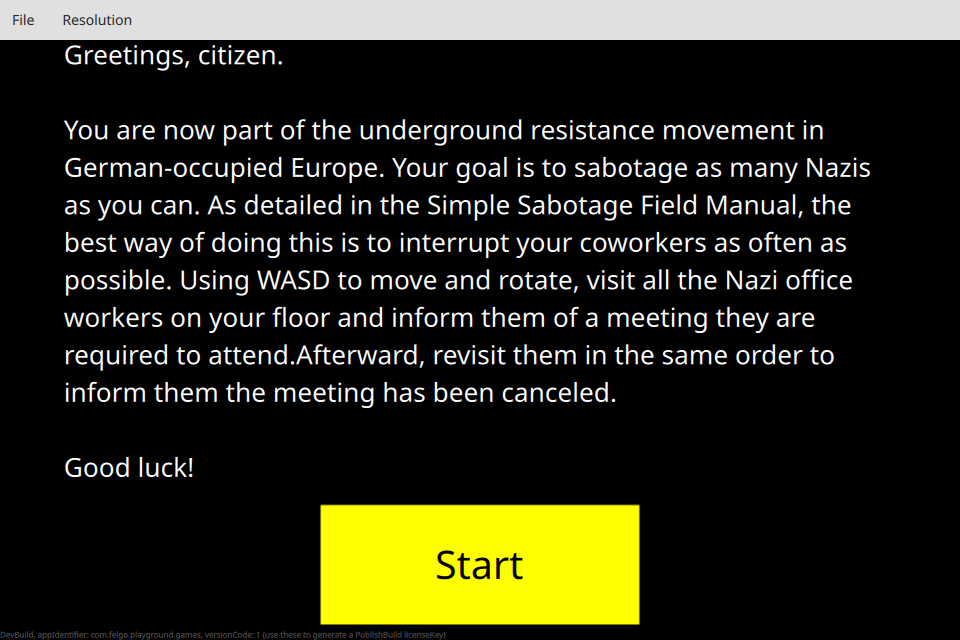 File Resolution
Greetings, citizen.
You are now part of the underground resistance movement in
German-occupied Europe. Your goal is to sabotage as many Nazis
as you can. As detailed in the Simple Sabotage Field Manual, the
best way of doing this is to interrupt your coworkers as often as
possible. Using WASD to move and rotate, visit all the Nazi office
workers on your floor and inform them of a meeting they are
required to attend.Afterward, revisit them in the same order to
inform them the meeting has been canceled.
Good luck!
Start
DevBuild, appIdentifier: com.felgo.playground.games, versionCode: 1 (use these to generate a PublishBuild licenseKey)